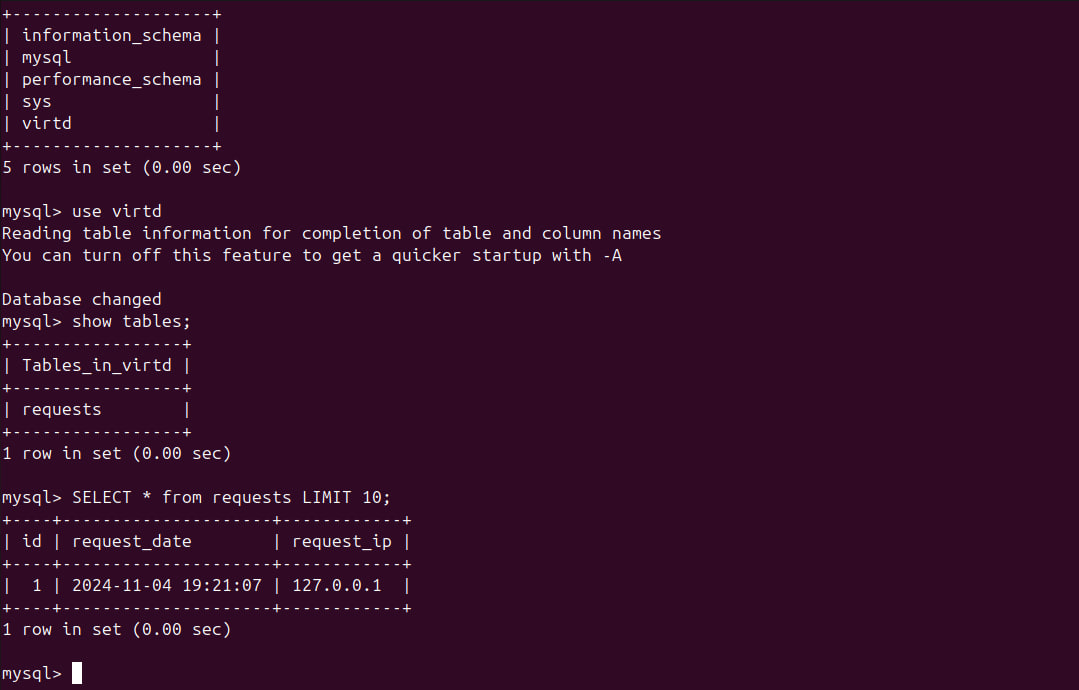 +--------------------+
| information_schema |
| mysql              |
| performance_schema |
| sys                |
| virtd              |
+--------------------+
5 rows in set (0.00 sec)

mysql> use virtd
Reading table information for completion of table and column names
You can turn off this feature to get a quicker startup with -A

Database changed
mysql> show tables;
+-----------------+
| Tables_in_virtd |
+-----------------+
| requests        |
+-----------------+
1 row in set (0.00 sec)

mysql> SELECT * from requests LIMIT 10;
+----+---------------------+------------+
| id | request_date        | request_ip |
+----+---------------------+------------+
|  1 | 2024-11-04 19:21:07 | 127.0.0.1  |
+----+---------------------+------------+
1 row in set (0.00 sec)

mysql>